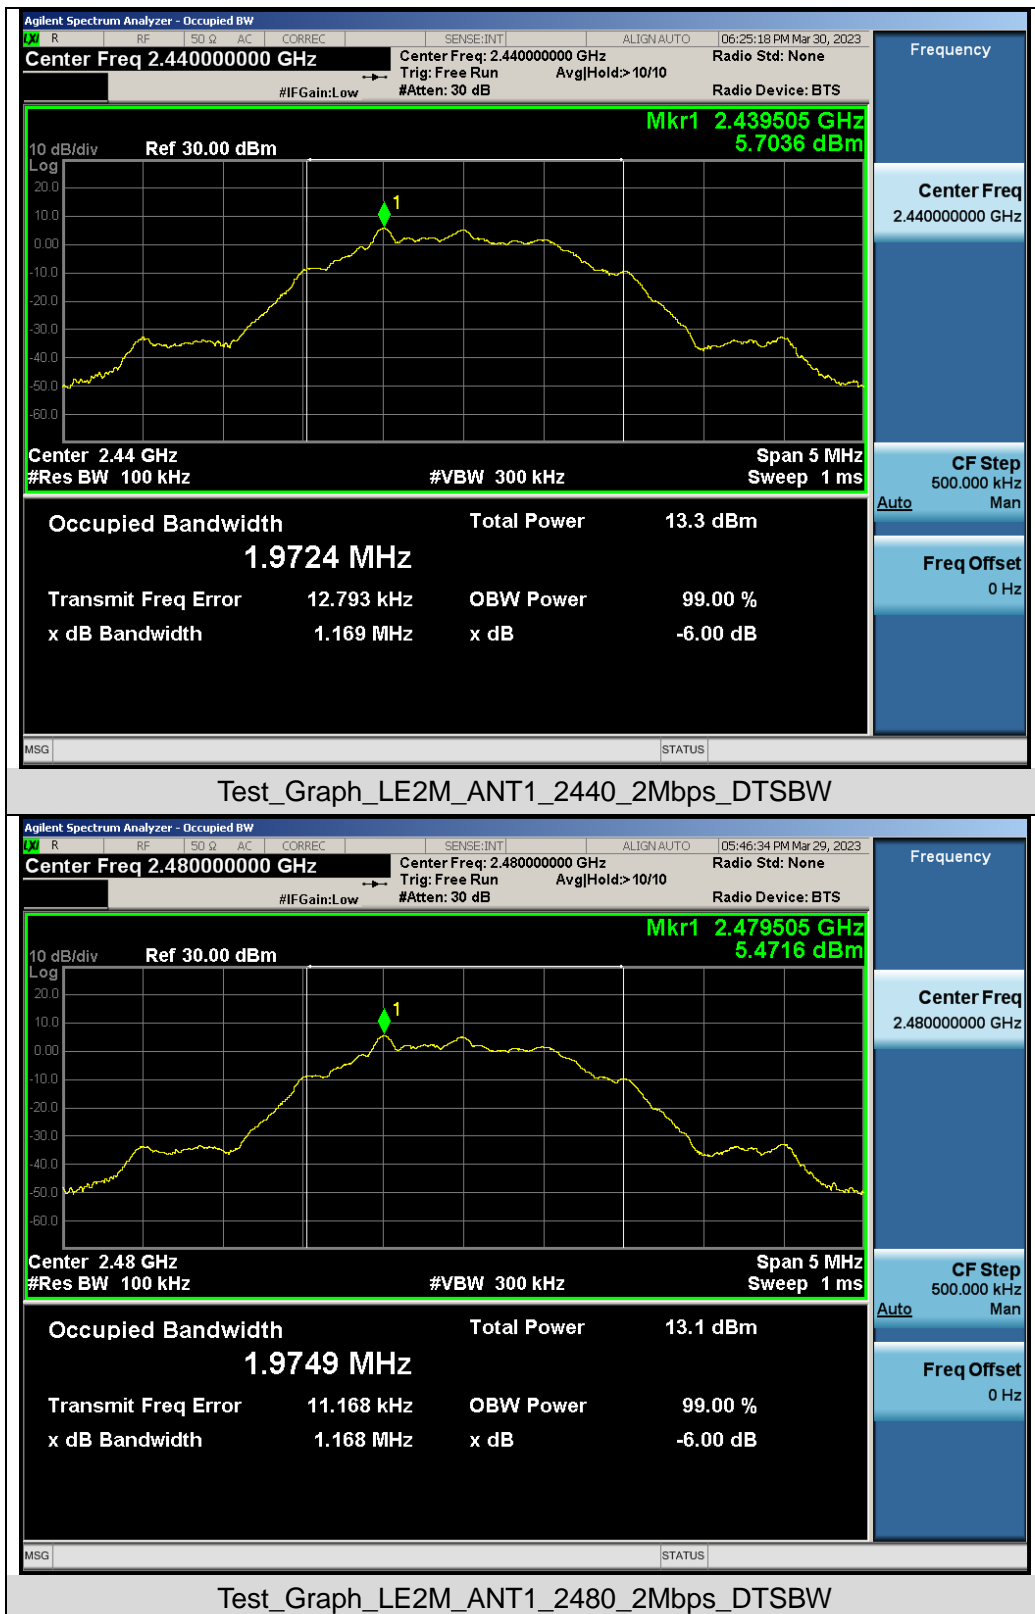 Agilent Spectrum Analyzer - Occupied BW
LXI R RF 50 Ω AC CORREC SENSE:INT ALIGN AUTO 06:25:18 PM Mar 30, 2023
Center Freq 2.440000000 GHz
Center Freq: 2.440000000 GHz Radio Std: None
Trig: Free Run Avg|Hold:> 10/10
#IFGain:Low #Atten: 30 dB Radio Device: BTS
Frequency
Mkr1 2.439505 GHz
5.7036 dBm
10 dB/div Ref 30.00 dBm
Log
20.0
10.0
0.00
-10.0
-20.0
-30.0
-40.0
-50.0
-60.0
1
Center 2.44 GHz Span 5 MHz
#Res BW 100 kHz #VBW 300 kHz Sweep 1 ms
Center Freq
2.440000000 GHz
CF Step
500.000 kHz
Auto Man
Freq Offset
0 Hz
Occupied Bandwidth Total Power 13.3 dBm
1.9724 MHz
Transmit Freq Error 12.793 kHz OBW Power 99.00 %
x dB Bandwidth 1.169 MHz x dB -6.00 dB
MSG STATUS
Test_Graph_LE2M_ANT1_2440_2Mbps_DTSBW
Agilent Spectrum Analyzer - Occupied BW
LXI R RF 50 Ω AC CORREC SENSE:INT ALIGN AUTO 05:46:34 PM Mar 29, 2023
Center Freq 2.480000000 GHz
Center Freq: 2.480000000 GHz Radio Std: None
Trig: Free Run Avg|Hold:> 10/10
#IFGain:Low #Atten: 30 dB Radio Device: BTS
Frequency
Mkr1 2.479505 GHz
5.4716 dBm
10 dB/div Ref 30.00 dBm
Log
20.0
10.0
0.00
-10.0
-20.0
-30.0
-40.0
-50.0
-60.0
1
Center 2.48 GHz Span 5 MHz
#Res BW 100 kHz #VBW 300 kHz Sweep 1 ms
Center Freq
2.480000000 GHz
CF Step
500.000 kHz
Auto Man
Freq Offset
0 Hz
Occupied Bandwidth Total Power 13.1 dBm
1.9749 MHz
Transmit Freq Error 11.168 kHz OBW Power 99.00 %
x dB Bandwidth 1.168 MHz x dB -6.00 dB
MSG STATUS
Test_Graph_LE2M_ANT1_2480_2Mbps_DTSBW